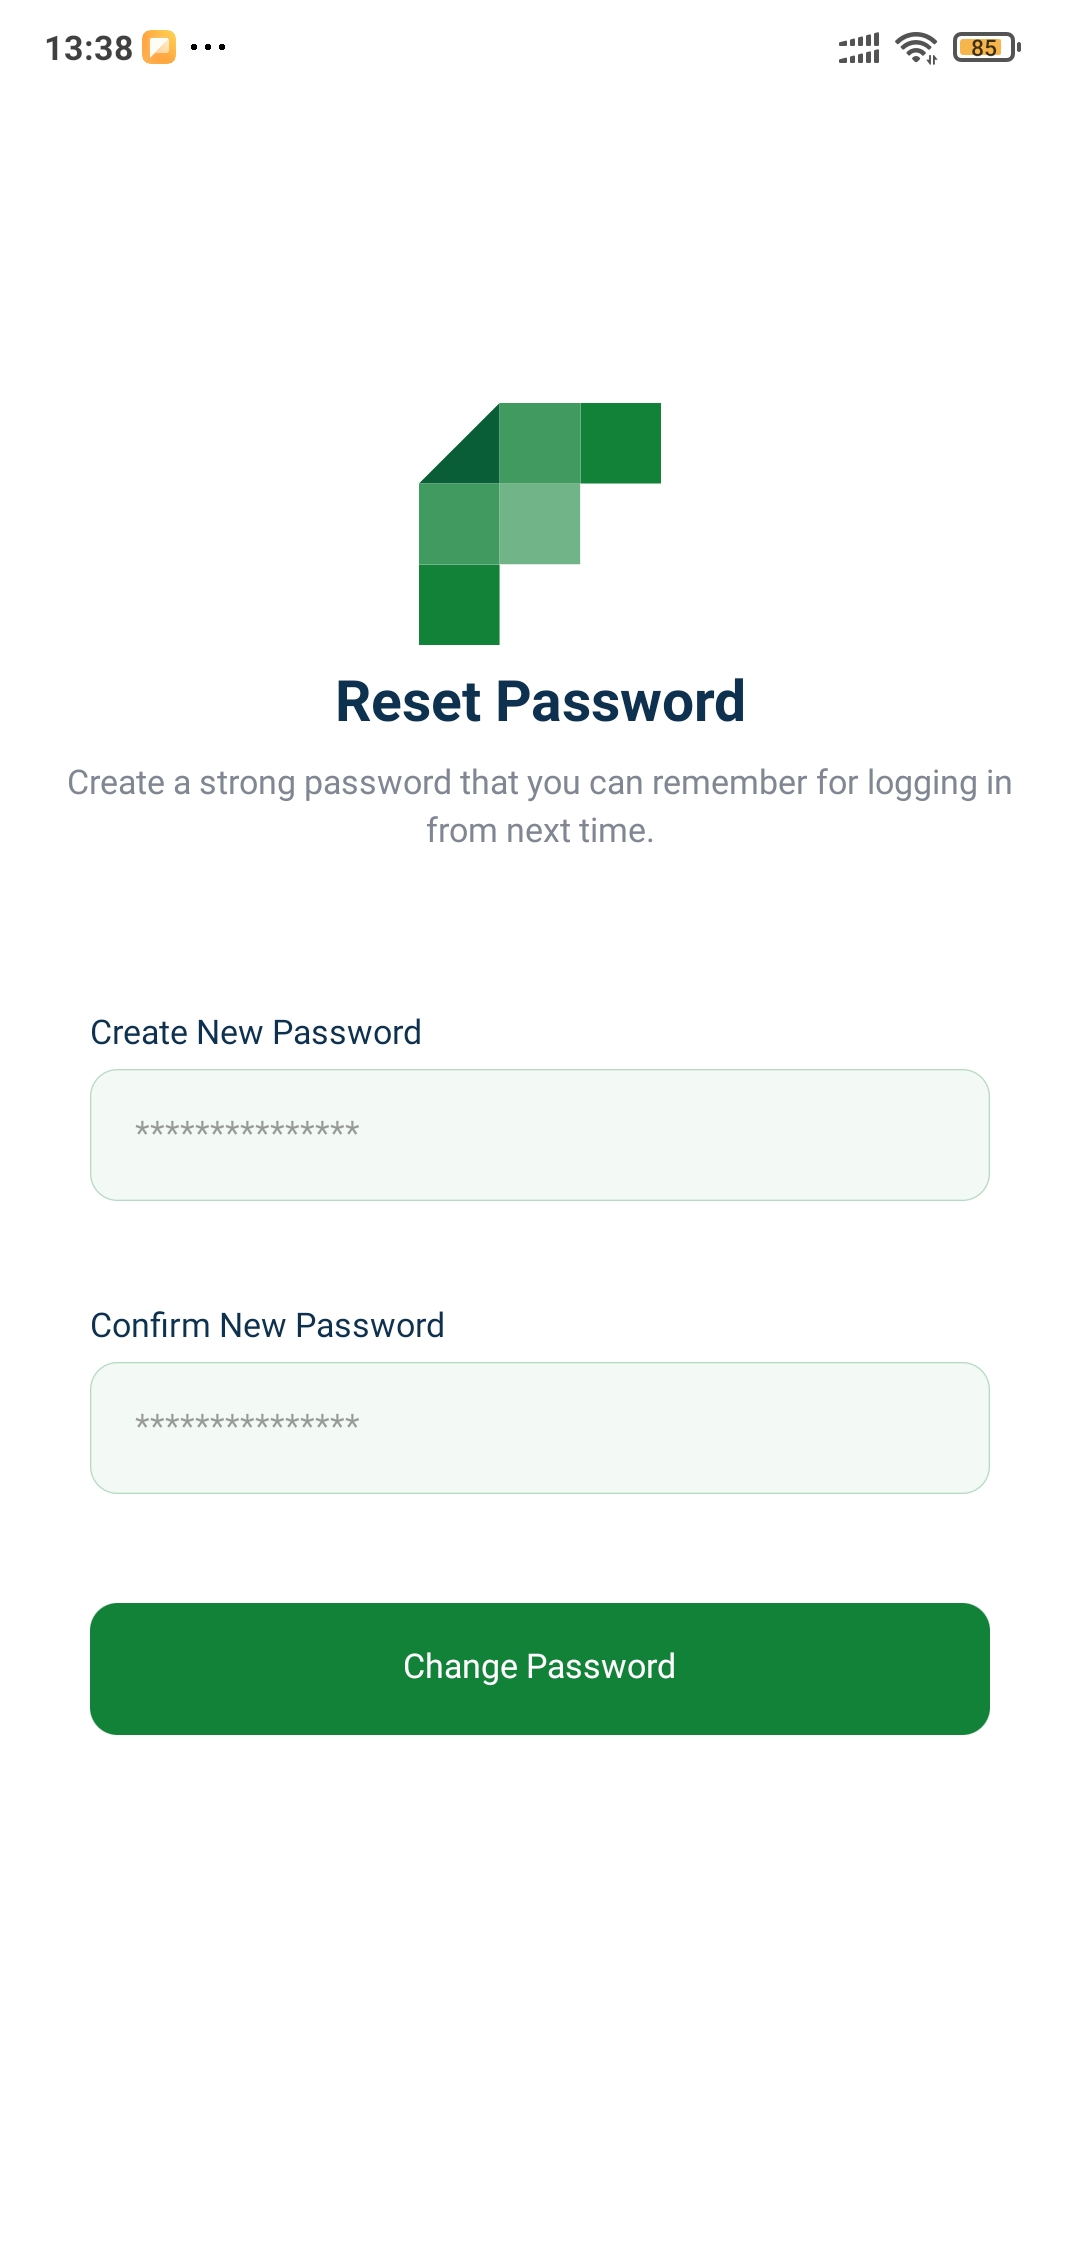 13:38
85
Reset Password
Create a strong password that you can remember for logging in
from next time.
Create New Password
***************
Confirm New Password
***************
Change Password